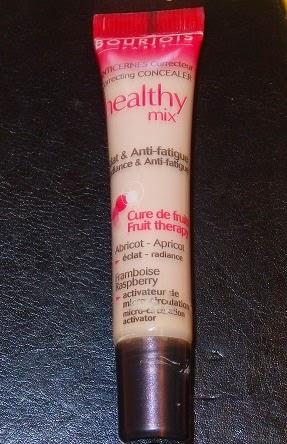 BOURJOIS
PARIS
ANTICERNES Correcteur
Correcting CONCEALER
healthy
mix
Éclat & Anti-fatigue
Radiance & Anti-fatigue
Cure de fruits
Fruit therapy
Abricot - Apricot
éclat - radiance
Framboise
Raspberry
activateur de
micro-circulation
micro-circulation
activator